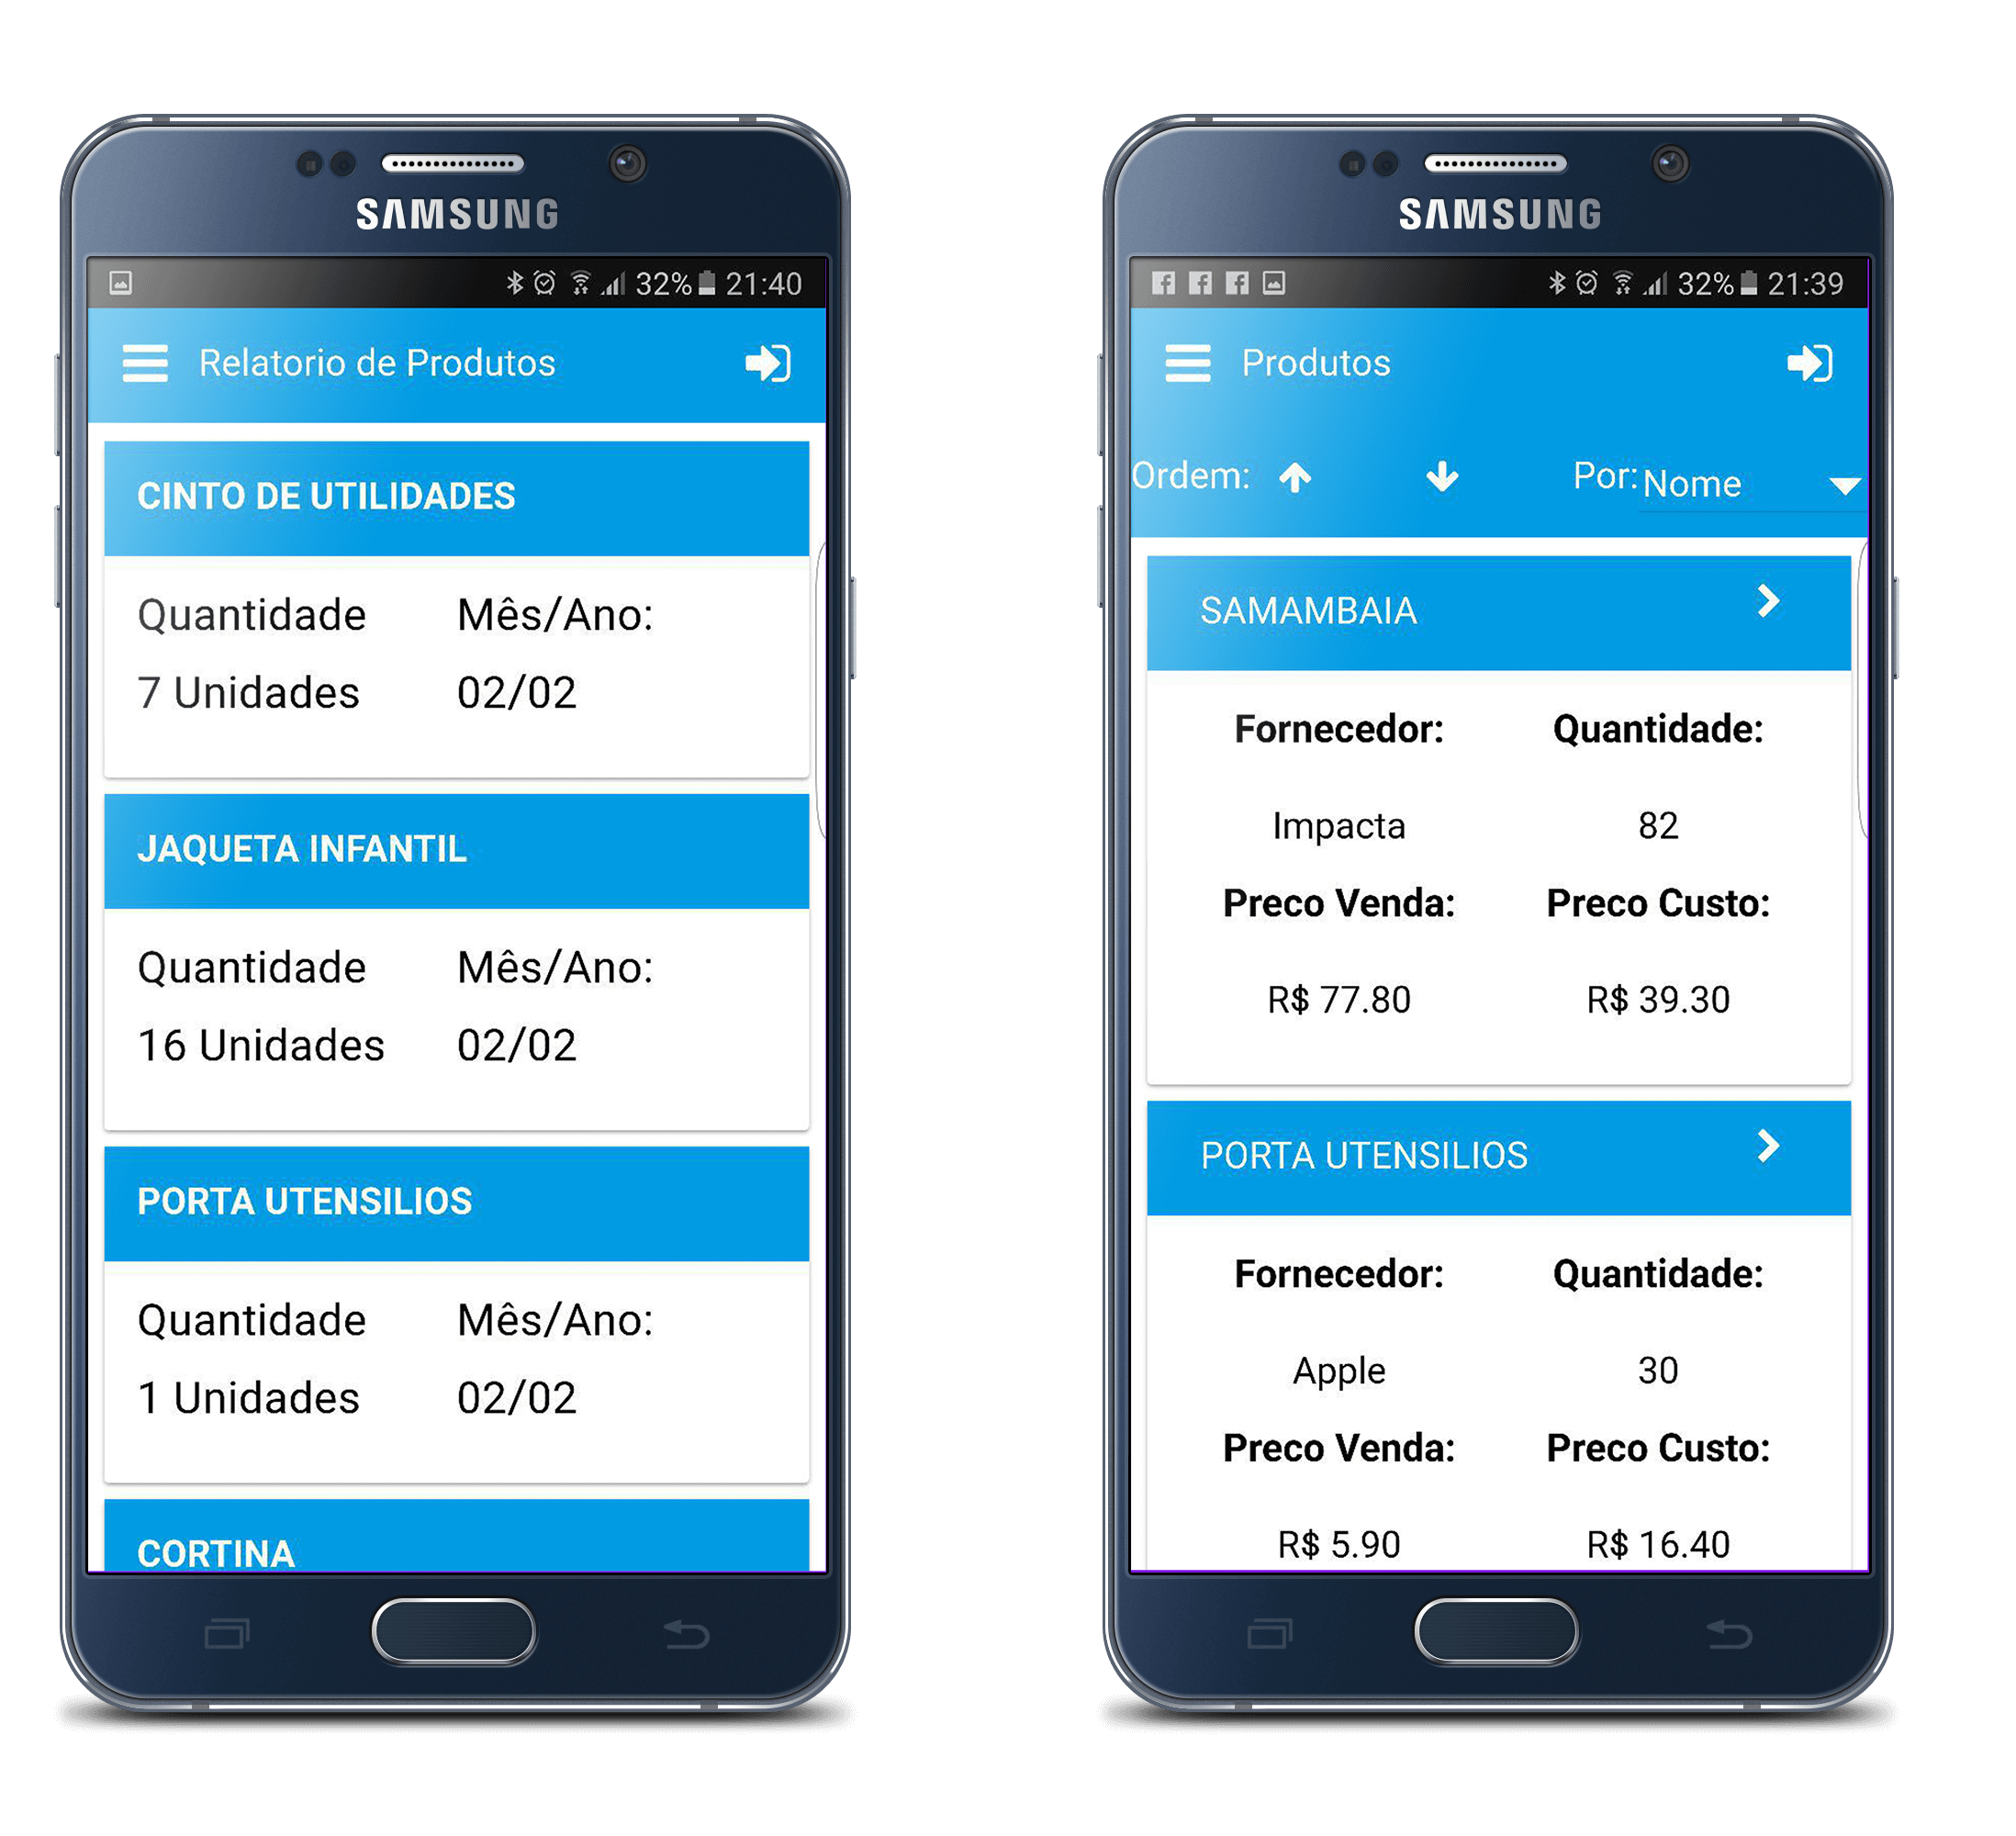 SAMSUNG
32% 21:40
Relatorio de Produtos
CINTO DE UTILIDADES
Quantidade Mês/Ano:
7 Unidades 02/02
JAQUETA INFANTIL
Quantidade Mês/Ano:
16 Unidades 02/02
PORTA UTENSILIOS
Quantidade Mês/Ano:
1 Unidades 02/02
CORTINA
SAMSUNG
32% 21:39
Produtos
Ordem: Por: Nome
SAMAMBAIA
Fornecedor: Quantidade:
Impacta 82
Preco Venda: Preco Custo:
R$ 77.80 R$ 39.30
PORTA UTENSILIOS
Fornecedor: Quantidade:
Apple 30
Preco Venda: Preco Custo:
R$ 5.90 R$ 16.40